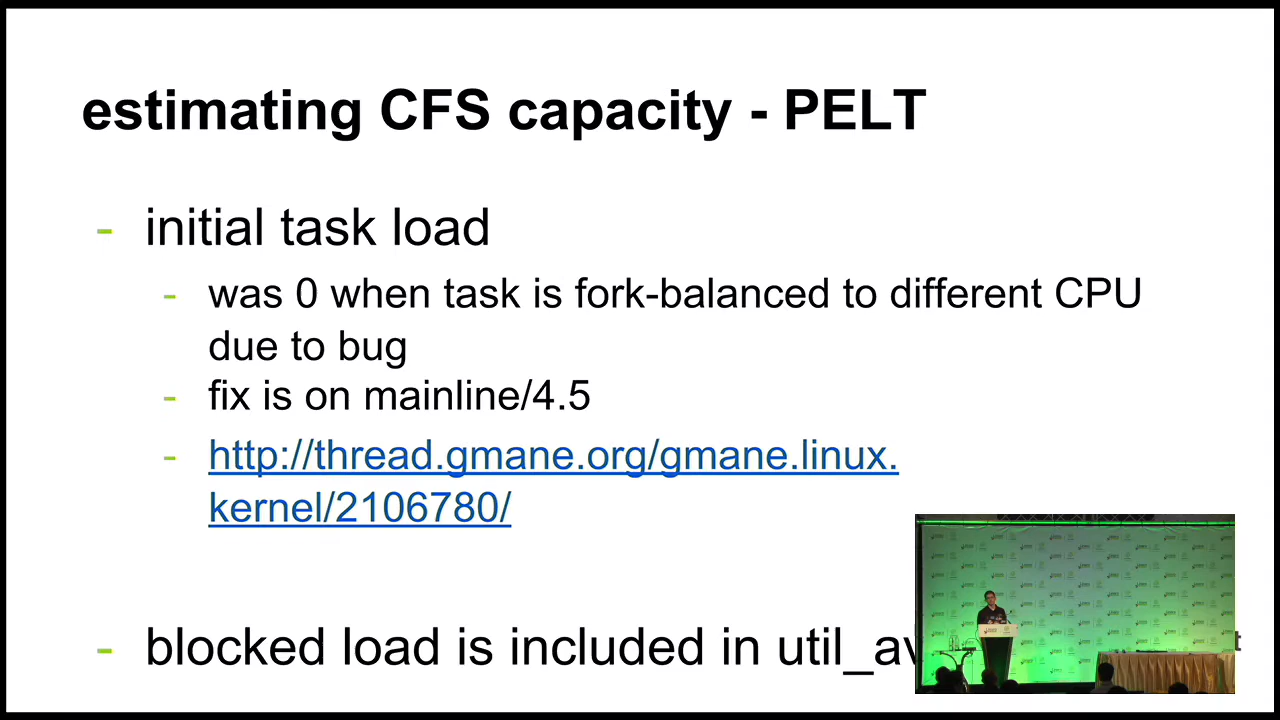 estimating CFS capacity - PELT
- initial task load
- was 0 when task is fork-balanced to different CPU
due to bug
- fix is on mainline/4.5
- http://thread.gmane.org/gmane.linux.
kernel/2106780/
- blocked load is included in